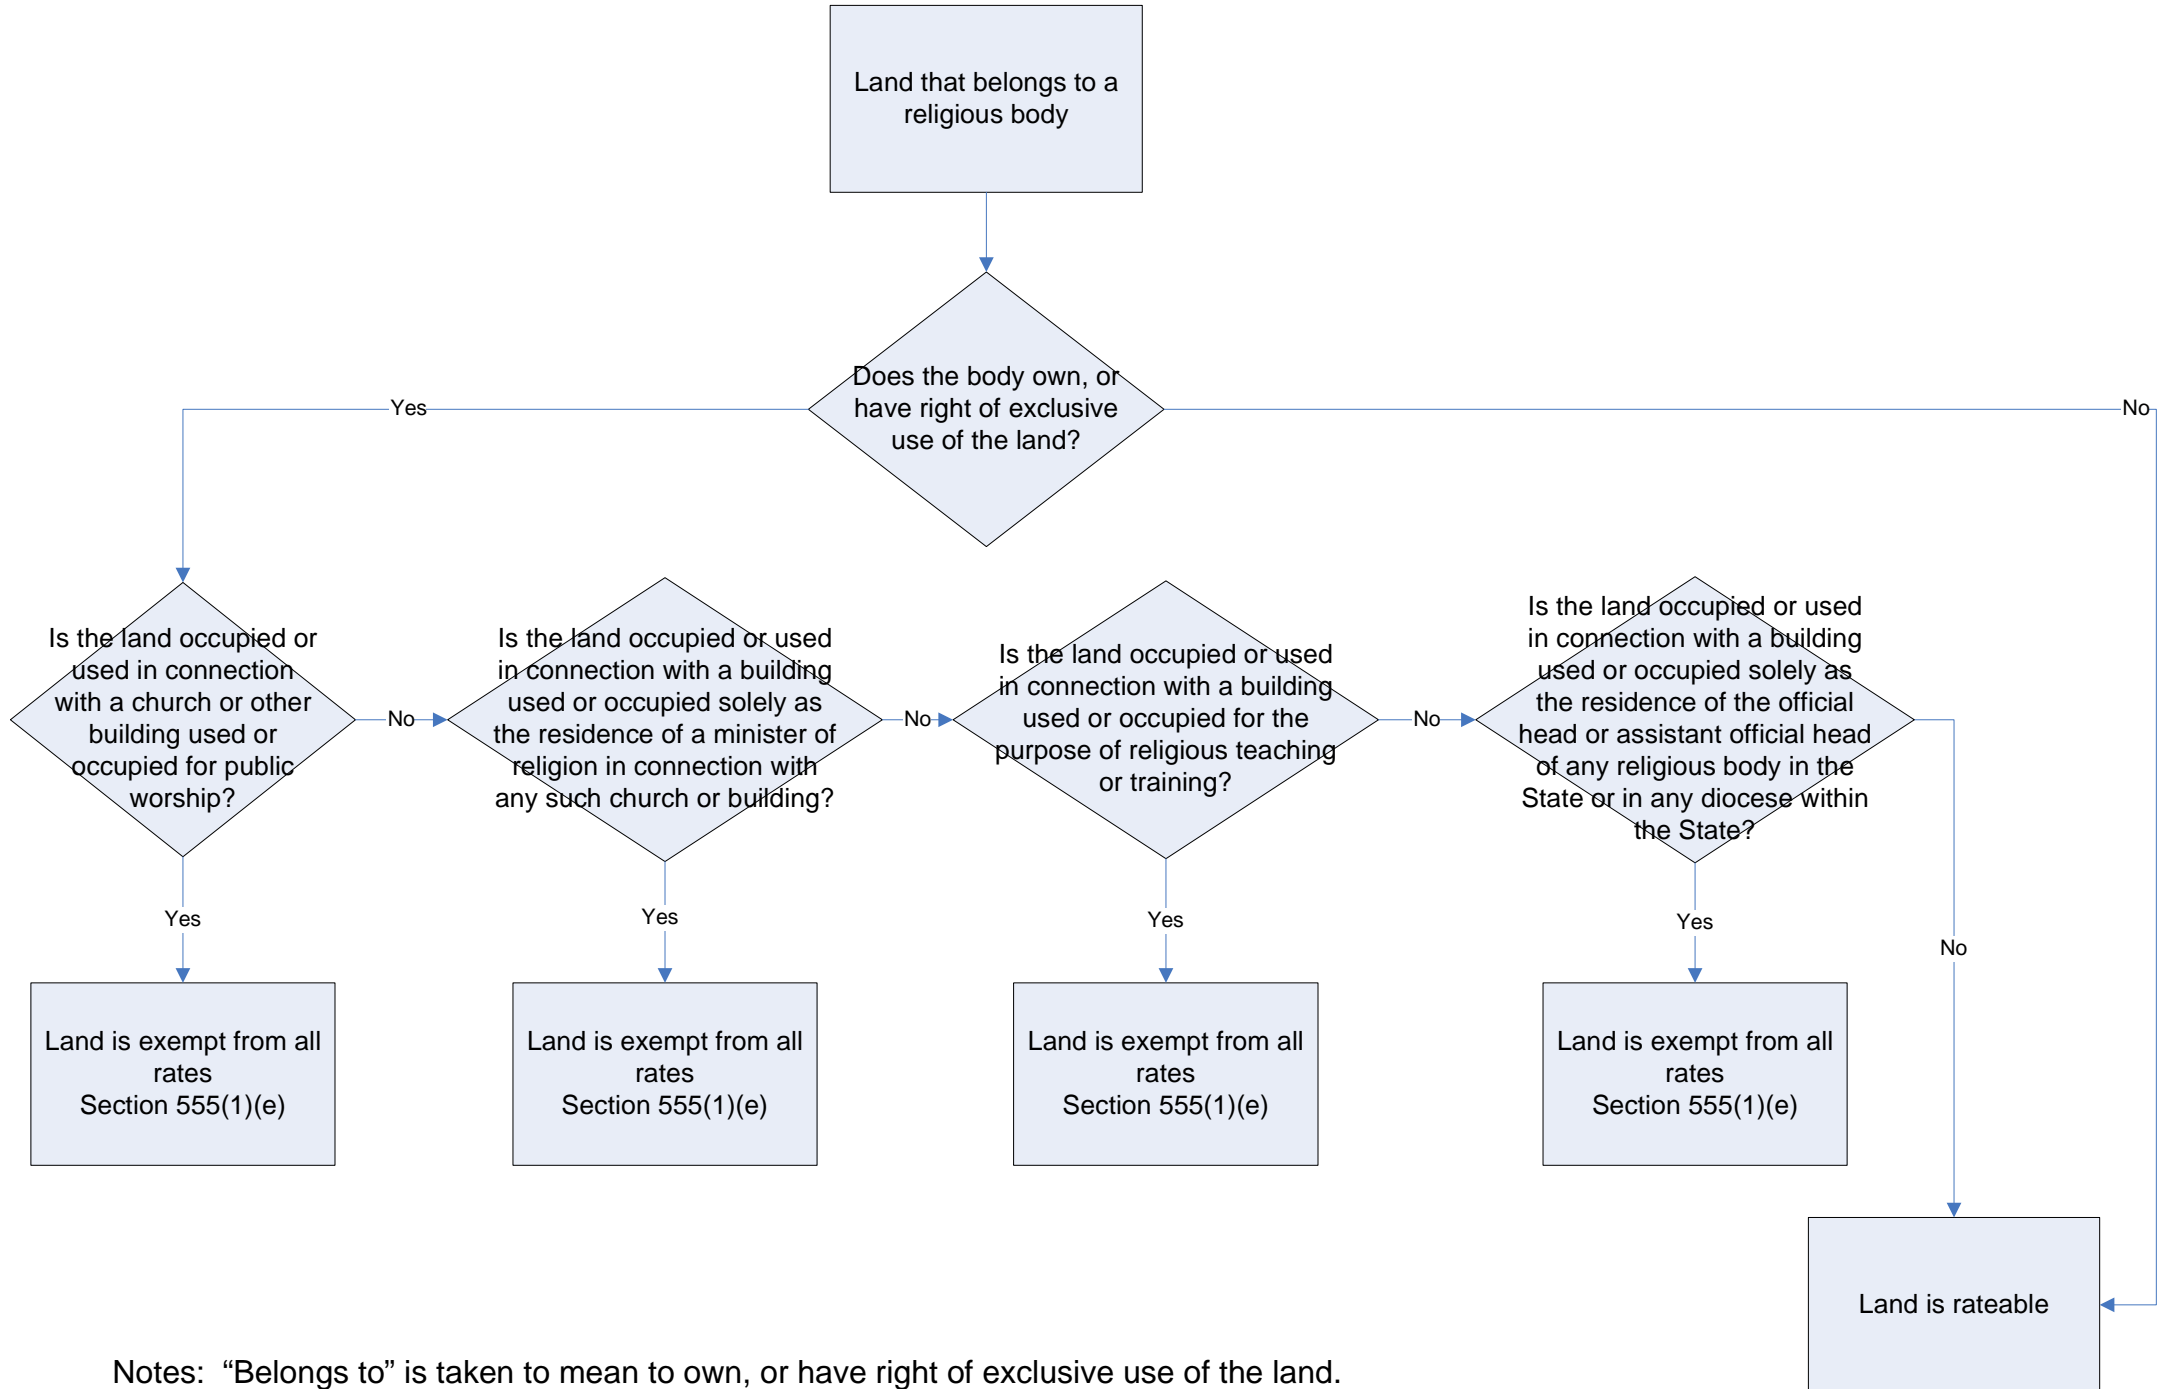 Land that belongs to a
religious body
Does the body own, or
have right of exclusive
use of the land?
Yes
No
Is the land occupied or
used in connection
with a church or other
building used or
occupied for public
worship?
No
Is the land occupied or used
in connection with a building
used or occupied solely as
the residence of a minister of
religion in connection with
any such church or building?
No
Is the land occupied or used
in connection with a building
used or occupied for the
purpose of religious teaching
or training?
No
Is the land occupied or used
in connection with a building
used or occupied solely as
the residence of the official
head or assistant official head
of any religious body in the
State or in any diocese within
the State?
Yes
Yes
Yes
Yes
No
Land is exempt from all
rates
Section 555(1)(e)
Land is exempt from all
rates
Section 555(1)(e)
Land is exempt from all
rates
Section 555(1)(e)
Land is exempt from all
rates
Section 555(1)(e)
Land is rateable
Notes: “Belongs to” is taken to mean to own, or have right of exclusive use of the land.